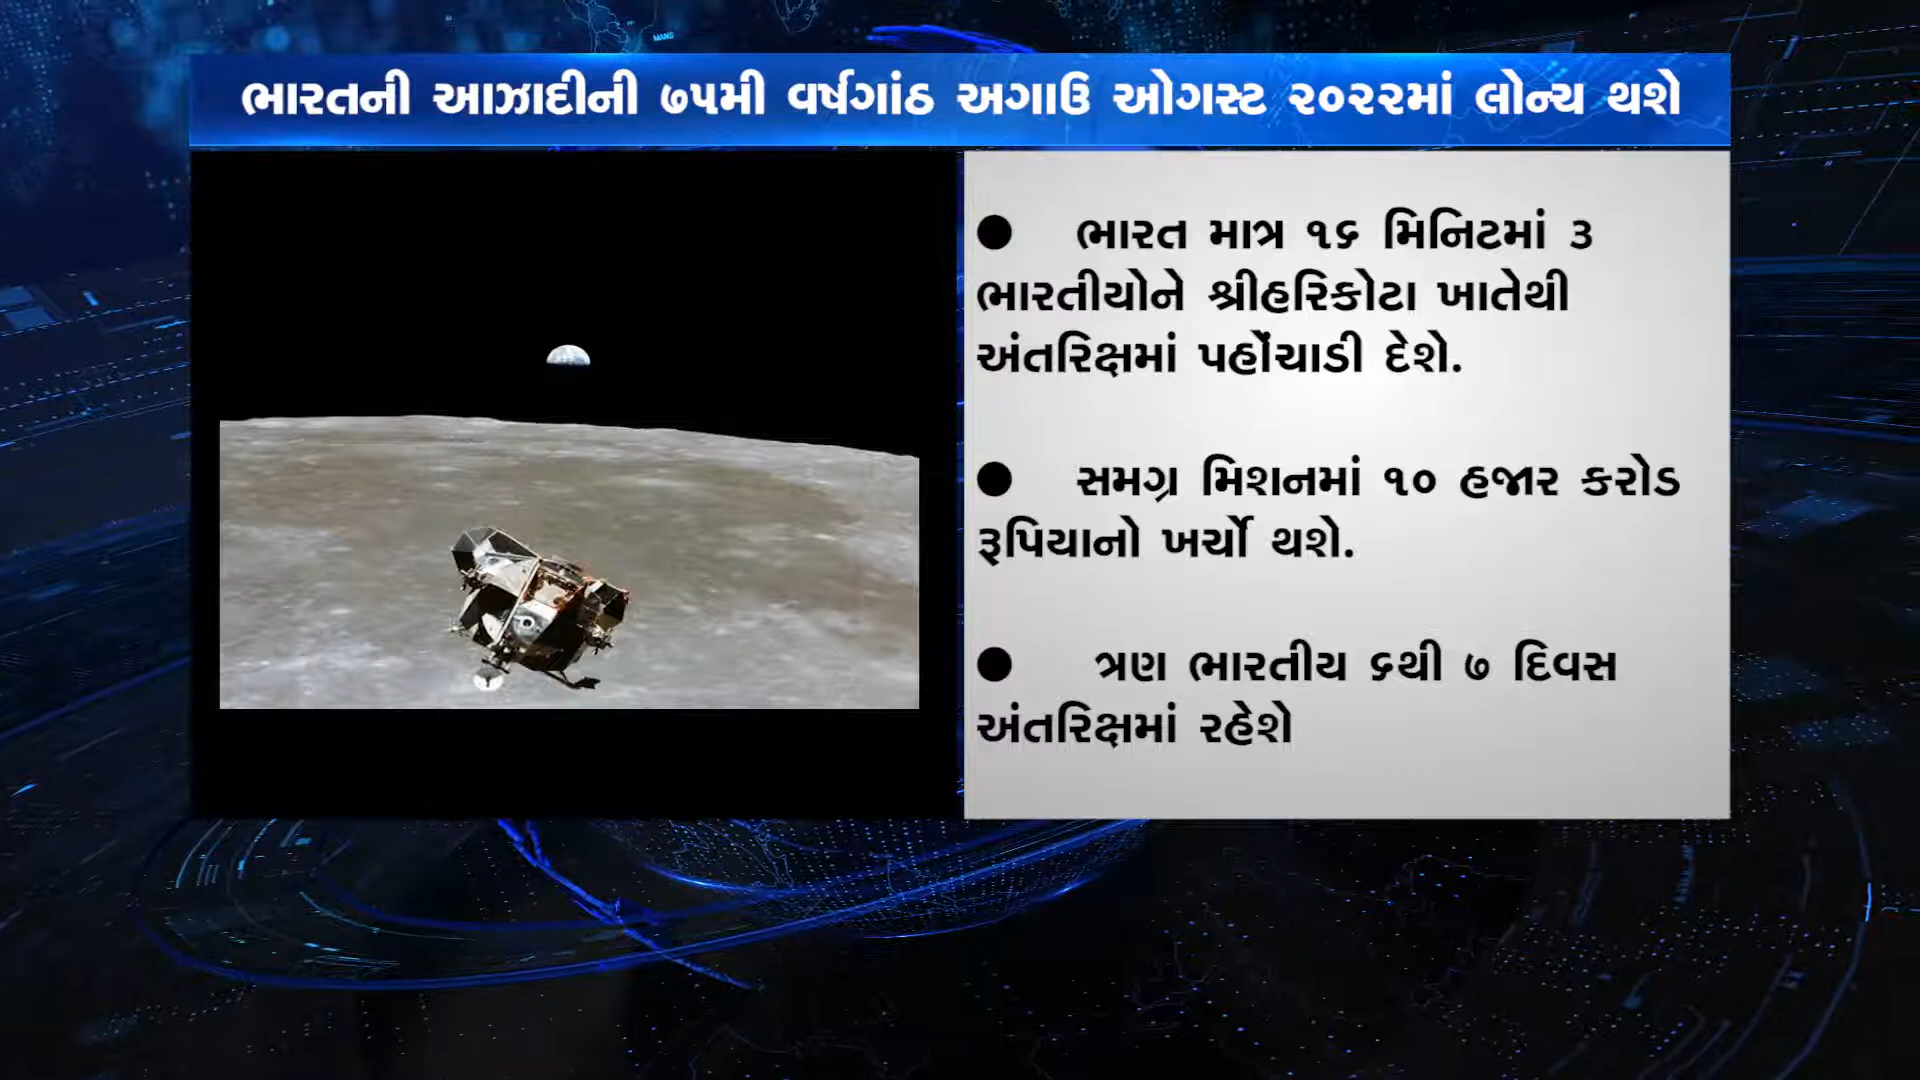 ભારતની આઝાદીની ૭૫મી વર્ષગાંઠ અગાઉ ઓગસ્ટ ૨૦૨૨માં લોન્ચ થશે
● ભારત માત્ર ૧૬ મિનિટમાં ૩
ભારતીયોને શ્રીહરિકોટા ખાતેથી
અંતરિક્ષમાં પહોંચાડી દેશે.
● સમગ્ર મિશનમાં ૧૦ હજાર કરોડ
રૂપિયાનો ખર્ચો થશે.
● ત્રણ ભારતીય ૬થી ૭ દિવસ
અંતરિક્ષમાં રહેશે